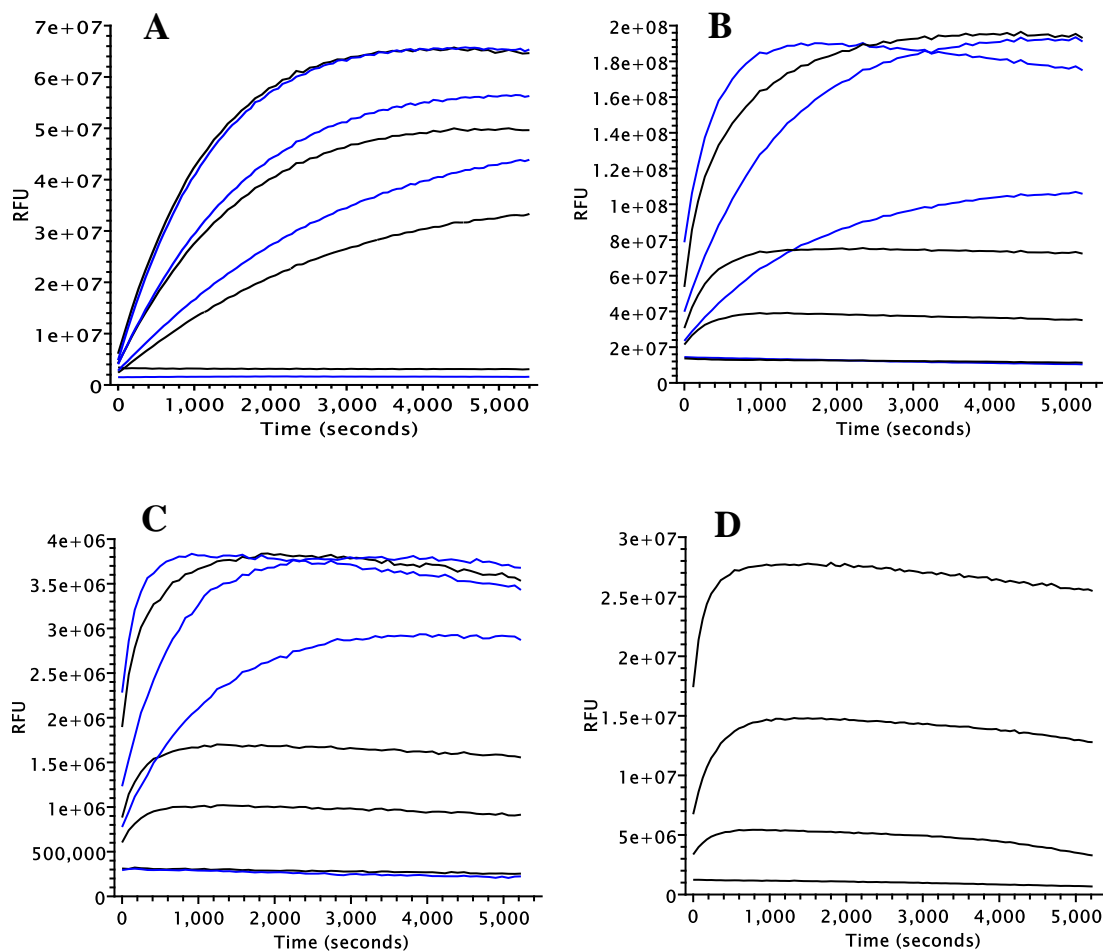 A
7e+07
6e+07
5e+07
4e+07
3e+07
2e+07
1e+07
0
RFU
0 1,000 2,000 3,000 4,000 5,000
Time (seconds)
B
2e+08
1.8e+08
1.6e+08
1.4e+08
1.2e+08
1e+08
8e+07
6e+07
4e+07
2e+07
0
RFU
0 1,000 2,000 3,000 4,000 5,000
Time (seconds)
C
4e+06
3.5e+06
3e+06
2.5e+06
2e+06
1.5e+06
1e+06
500,000
0
RFU
0 1,000 2,000 3,000 4,000 5,000
Time (seconds)
D
3e+07
2.5e+07
2e+07
1.5e+07
1e+07
5e+06
0
RFU
0 1,000 2,000 3,000 4,000 5,000
Time (seconds)